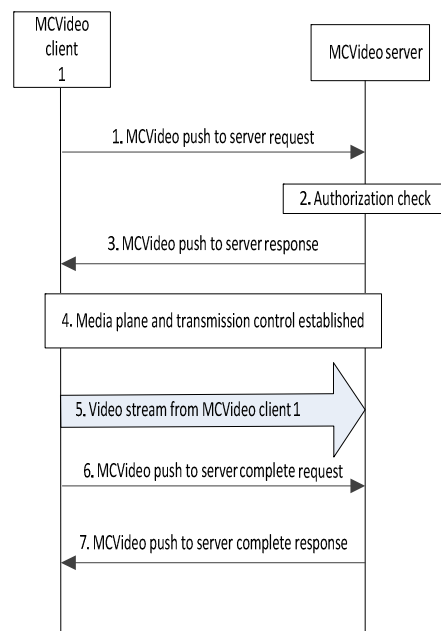 MCVideo
client
1
MCVideo server
1. MCVideo push to server request
2. Authorization check
3. MCVideo push to server response
4. Media plane and transmission control established
5. Video stream from MCVideo client 1
6. MCVideo push to server complete request
7. MCVideo push to server complete response